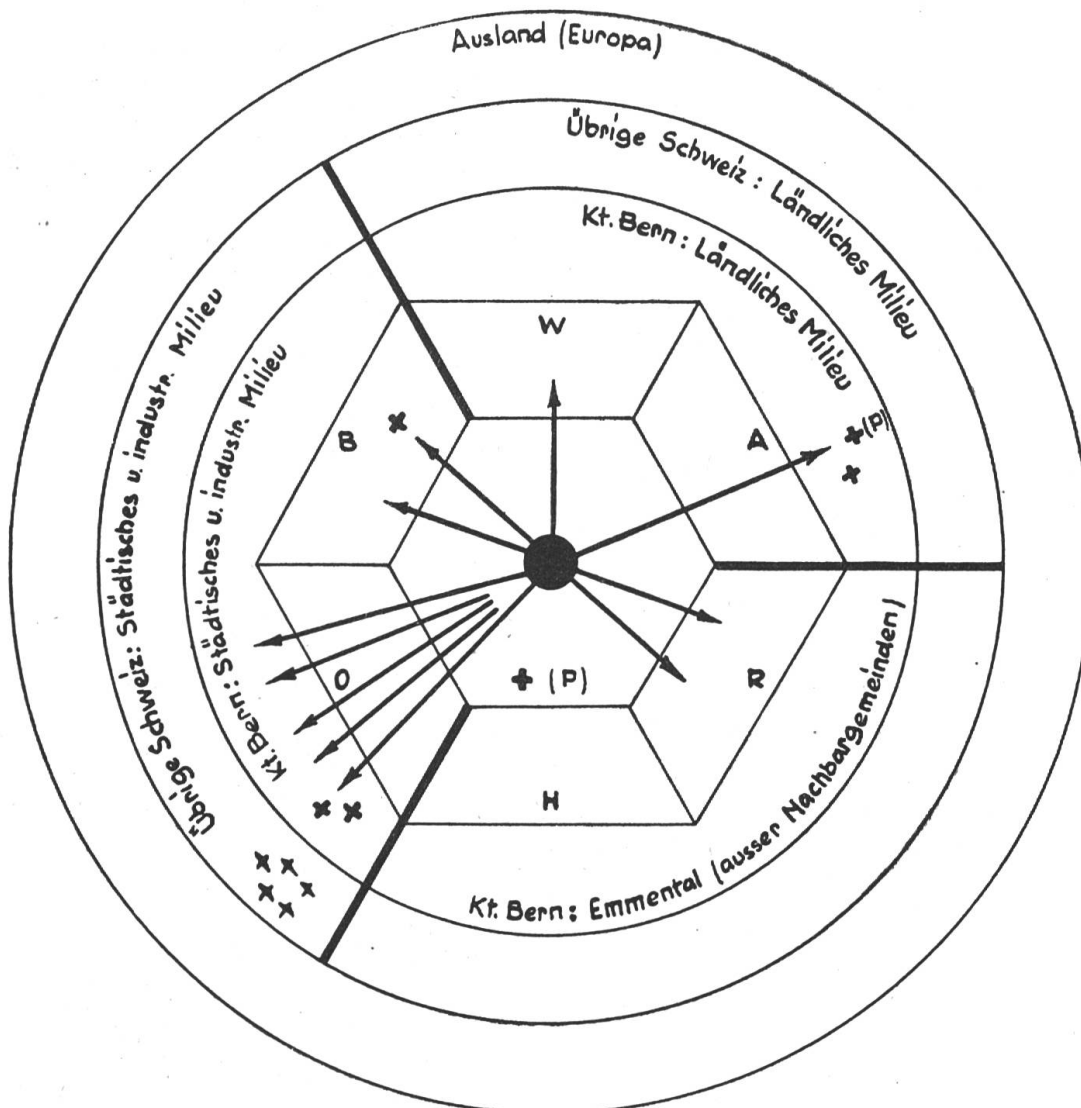 Ausland (Europa)
Übrige Schweiz: Ländliches Milieu
Kt. Bern: Ländliches Milieu
Übrige Schweiz: Städtisches u. industr. Milieu
Kt. Bern: Städtisches u. industr. Milieu
W
B
A
(P)
O
(P)
R
H
Kt. Bern: Emmental (ausser Nachbargemeinden)